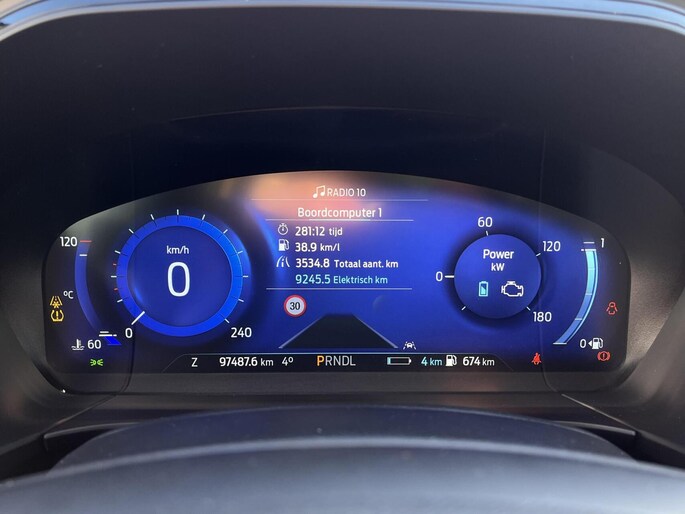 RADIO 10
Boordcomputer 1
281:12 tijd
38.9 km/l
3534.8 Totaal aant. km
9245.5 Elektrisch km
120
°C
60
km/h
0
0
240
30
60
0
120
180
Power
kW
1
0
Z 97487.6 km 4° PRNDL 4 km 674 km